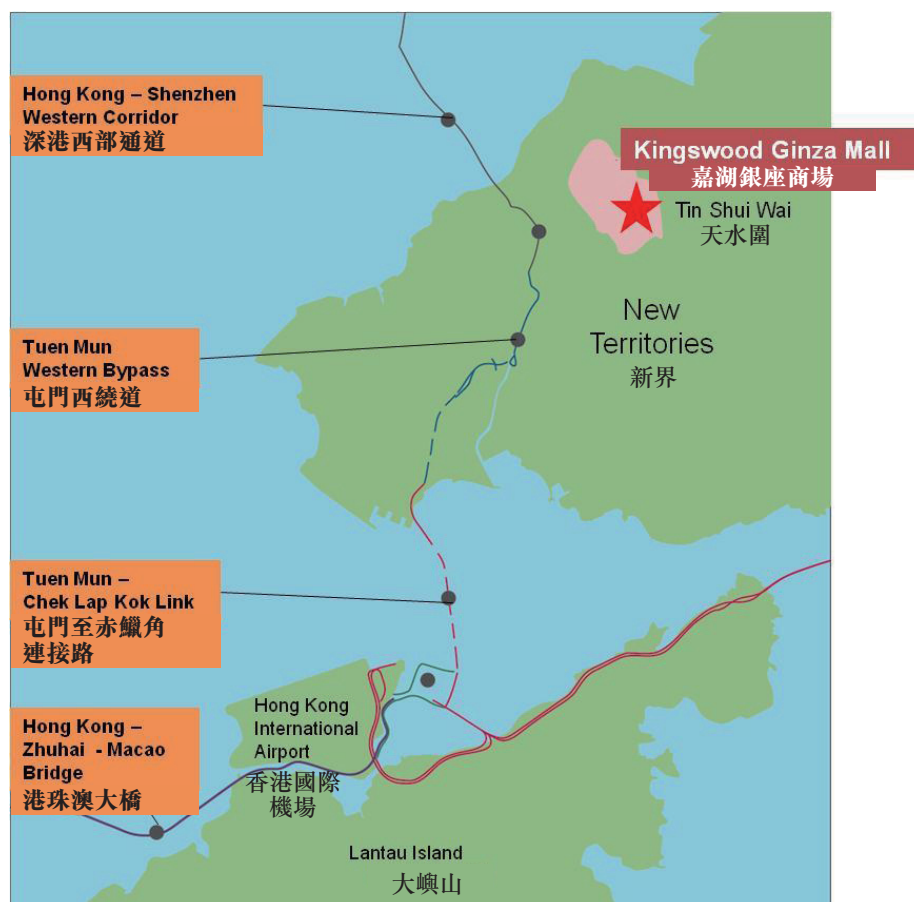 Hong Kong – Shenzhen
Western Corridor
深港西部通道
Kingswood Ginza Mall
嘉湖銀座商場
Tin Shui Wai
天水圍
New
Territories
新界
Tuen Mun
Western Bypass
屯門西繞道
Tuen Mun –
Chek Lap Kok Link
屯門至赤鱲角
連接路
Hong Kong
International
Airport
香港國際
機場
Hong Kong –
Zhuhai - Macao
Bridge
港珠澳大橋
Lantau Island
大嶼山